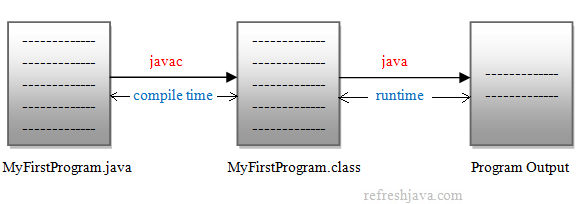 javac
java
compile time
runtime
MyFirstProgram.java
MyFirstProgram.class
Program Output
refreshjava.com